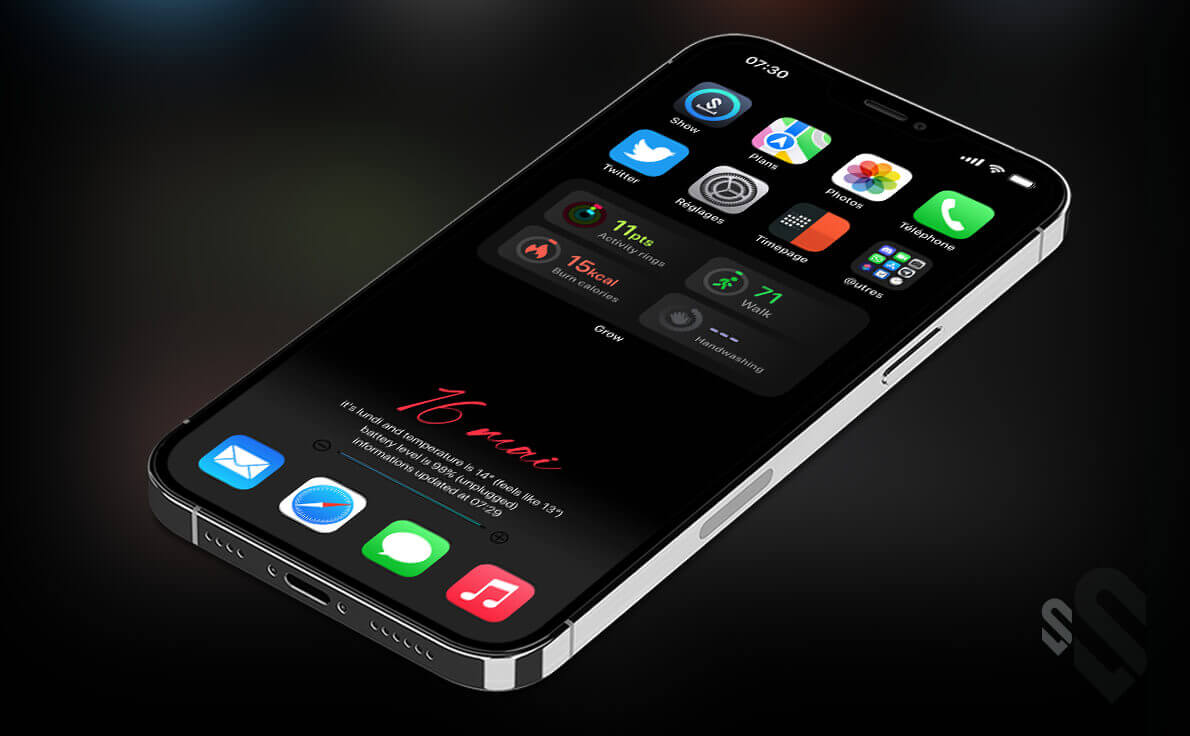 07:30
Show
Plans
Photos
Téléphone
Twitter
Réglages
Timepage
@utres
11pts
Activity rings
71
Walk
15kcal
Burn calories
---
Handwashing
Grow
16 mai
it's lundi and temperature is 14° (feels like 13°)
battery level is 98% (unplugged)
informations updated at 07:29